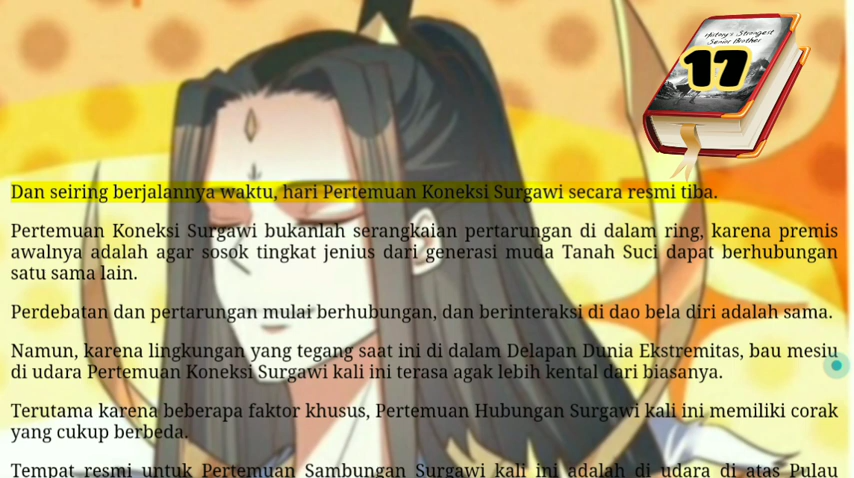 History's Strongest
Senior Brother
17
Dan seiring berjalannya waktu, hari Pertemuan Koneksi Surgawi secara resmi tiba.
Pertemuan Koneksi Surgawi bukanlah serangkaian pertarungan di dalam ring, karena premis
awalnya adalah agar sosok tingkat jenius dari generasi muda Tanah Suci dapat berhubungan
satu sama lain.
Perdebatan dan pertarungan mulai berhubungan, dan berinteraksi di dao bela diri adalah sama.
Namun, karena lingkungan yang tegang saat ini di dalam Delapan Dunia Ekstremitas, bau mesiu
di udara Pertemuan Koneksi Surgawi kali ini terasa agak lebih kental dari biasanya.
Terutama karena beberapa faktor khusus, Pertemuan Hubungan Surgawi kali ini memiliki corak
yang cukup berbeda.
Tempat resmi untuk Pertemuan Sambungan Surgawi kali ini adalah di udara di atas Pulau